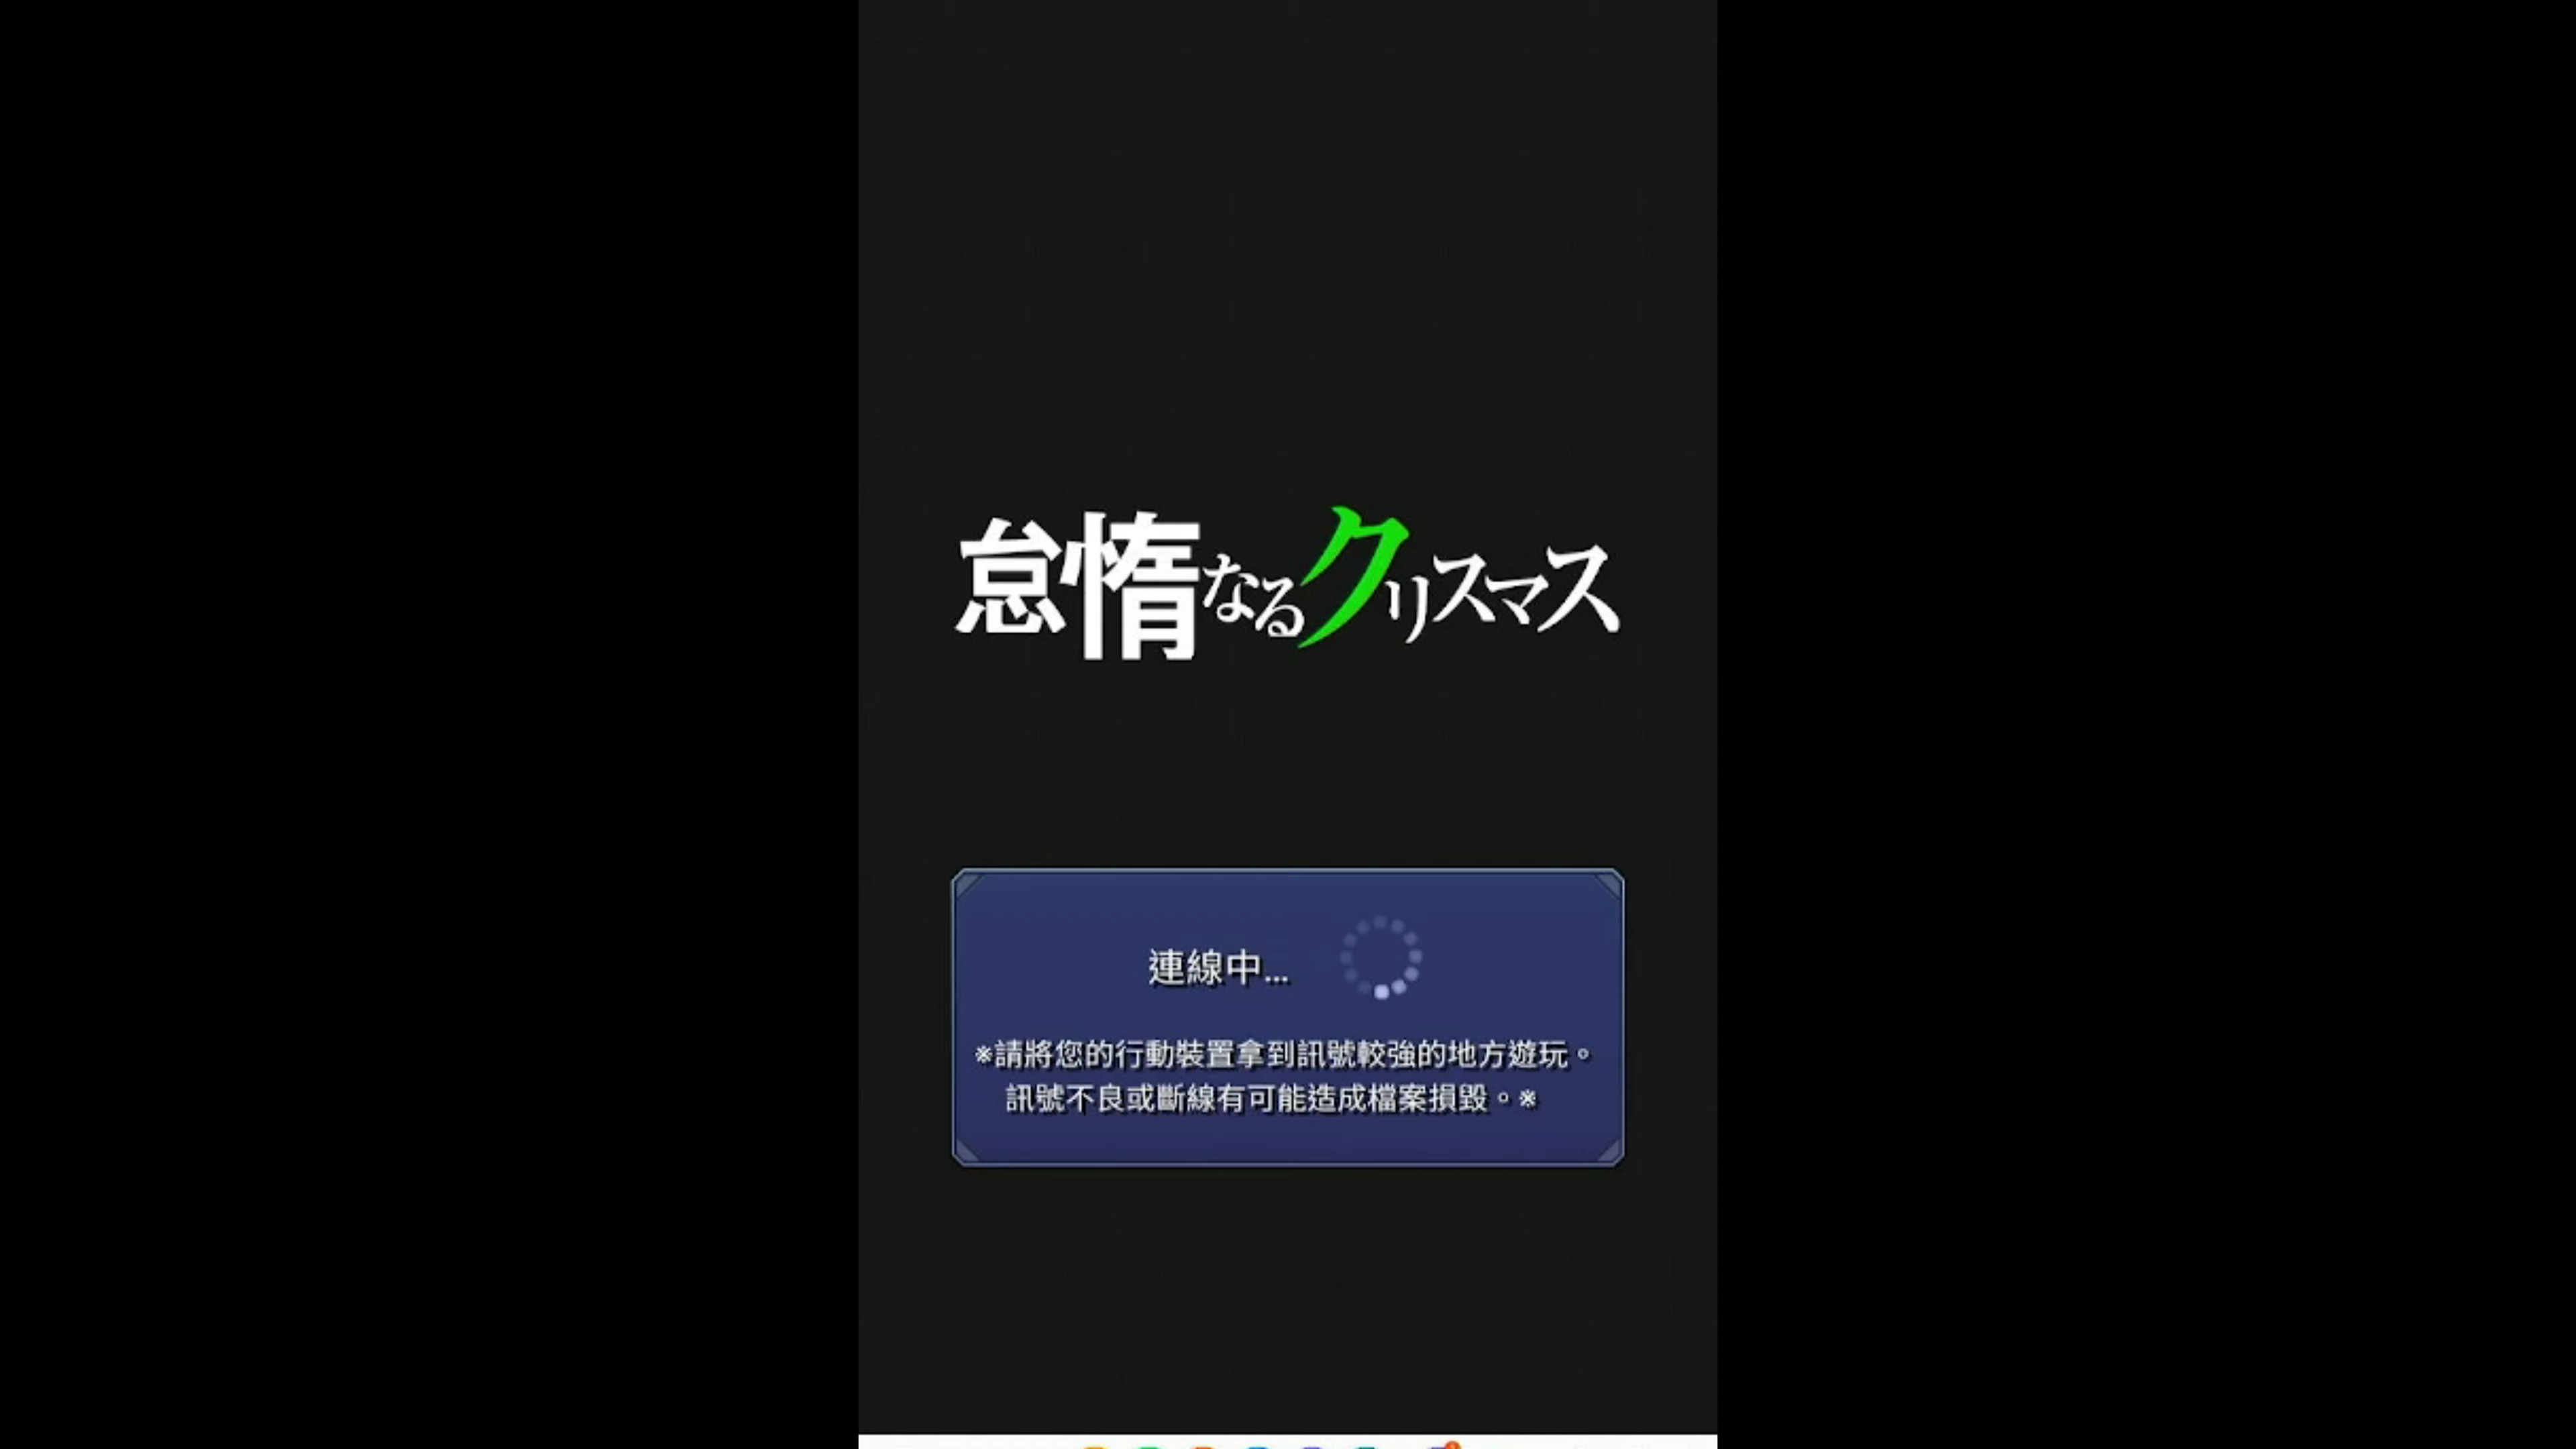 怠惰なるクリスマス
連線中...
※請將您的行動裝置拿到訊號較強的地方遊玩。
訊號不良或斷線有可能造成檔案損毀。※